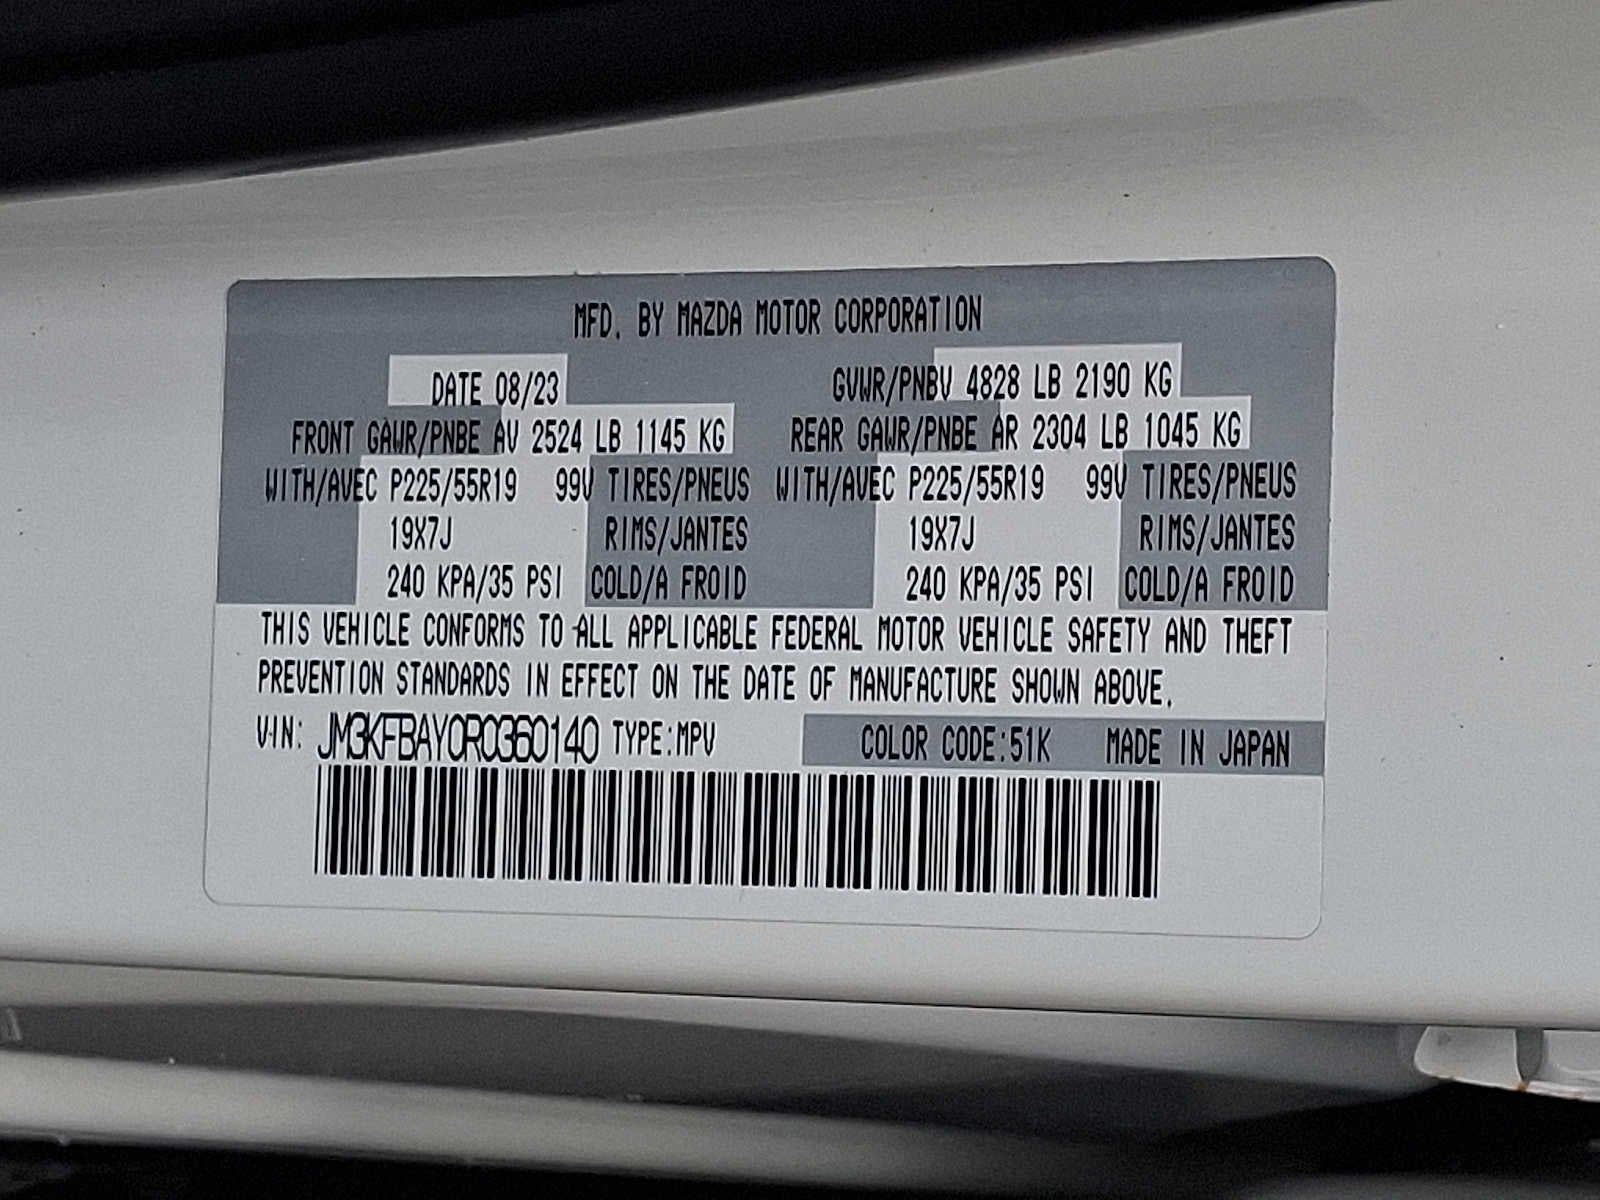 MFD. BY MAZDA MOTOR CORPORATION
DATE 08/23 GVWR/PNBV 4828 LB 2190 KG
FRONT GAWR/PNBE AV 2524 LB 1145 KG REAR GAWR/PNBE AR 2304 LB 1045 KG
WITH/AVEC P225/55R19 99V TIRES/PNEUS WITH/AVEC P225/55R19 99V TIRES/PNEUS
19X7J RIMS/JANTES 19X7J RIMS/JANTES
240 KPA/35 PSI COLD/A FROID 240 KPA/35 PSI COLD/A FROID
THIS VEHICLE CONFORMS TO ALL APPLICABLE FEDERAL MOTOR VEHICLE SAFETY AND THEFT
PREVENTION STANDARDS IN EFFECT ON THE DATE OF MANUFACTURE SHOWN ABOVE.
VIN: JM3KFBAY0R0360140 TYPE:MPV COLOR CODE:51K MADE IN JAPAN